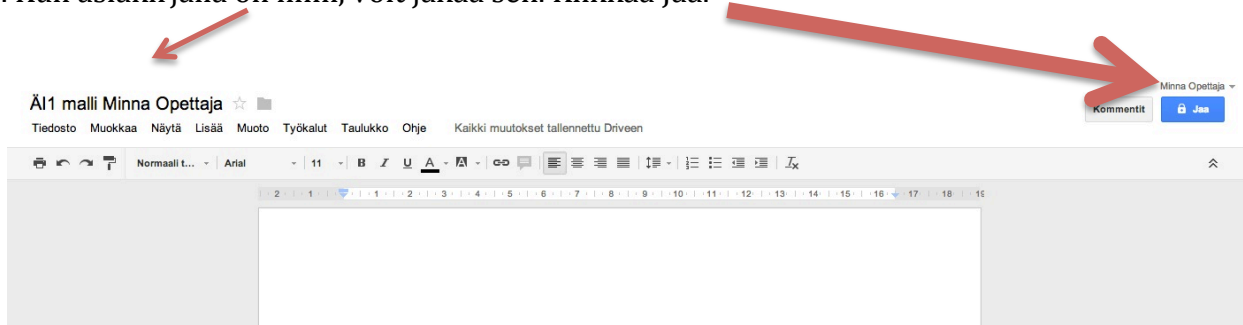 . Kun asiakirjalla on nimi, voit jakaa sen. Klikkaa jaa.
Minna Opettaja
ÄI1 malli Minna Opettaja
Kommentit Jaa
Tiedosto Muokkaa Näytä Lisää Muoto Työkalut Taulukko Ohje Kaikki muutokset tallennettu Driveen
Normaali t... Arial 11 B I U A A
2 1 1 2 3 4 5 6 7 8 9 10 11 12 13 14 15 16 17 18 19